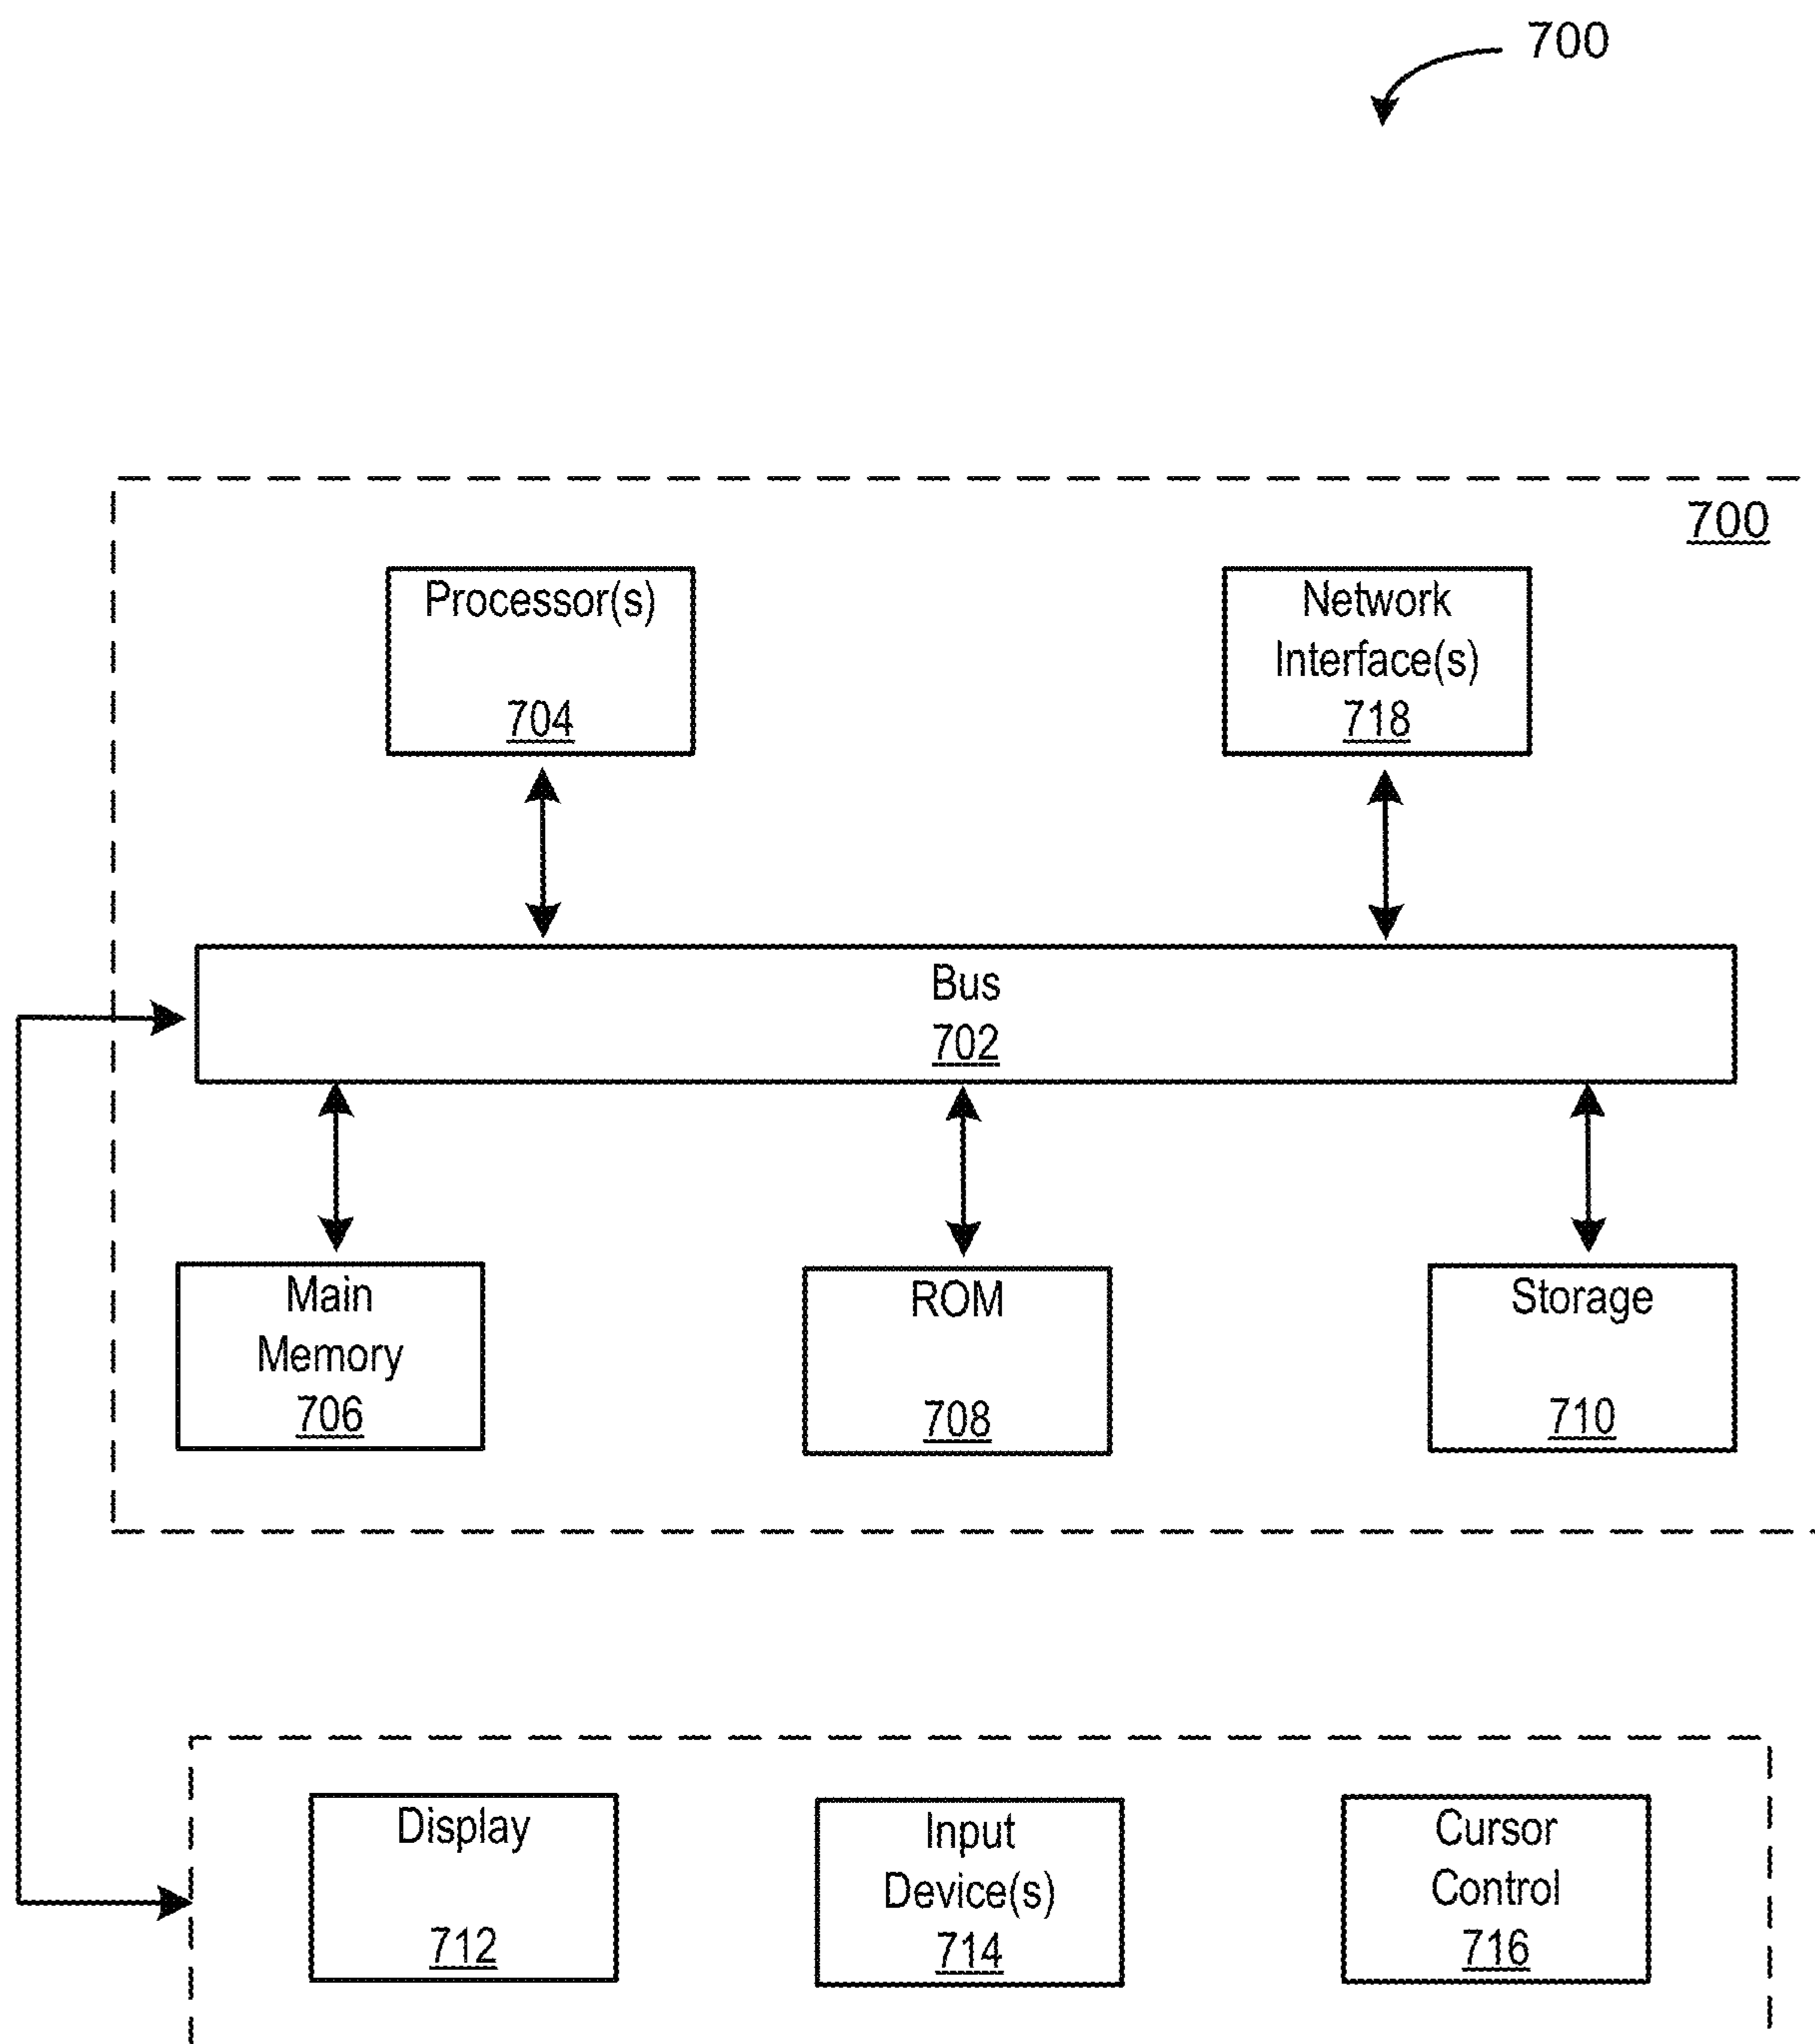 700
700
Processor(s)
704
Network
Interface(s)
718
Bus
702
Main
Memory
706
ROM
708
Storage
710
Display
712
Input
Device(s)
714
Cursor
Control
716